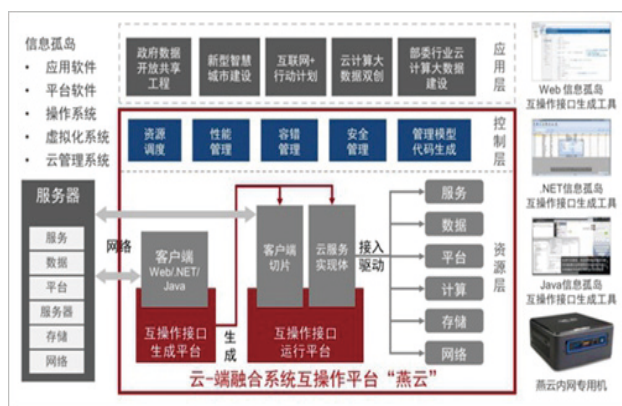 信息孤岛
• 应用软件
• 平台软件
• 操作系统
• 虚拟化系统
• 云管理系统
服务器
服务
数据
平台
服务器
存储
网络
政府数据
开放共享
工程
新型智慧
城市建设
互联网+
行动计划
云计算大
数据双创
部委行业云
计算大数据
建设
应用层
资源
调度
性能
管理
容错
管理
安全
管理
管理模型
代码生成
控制层
网络
客户端
Web/.NET/
Java
互操作接口
生成平台
生成
客户端
切片
云服务
实现体
互操作接口
运行平台
接入
驱动
服务
数据
平台
计算
存储
网络
资源层
云-端融合系统互操作平台“燕云”
Web 信息孤岛
互操作接口生成工具
.NET信息孤岛
互操作接口生成工具
Java信息孤岛
互操作接口生成工具
燕云内网专用机